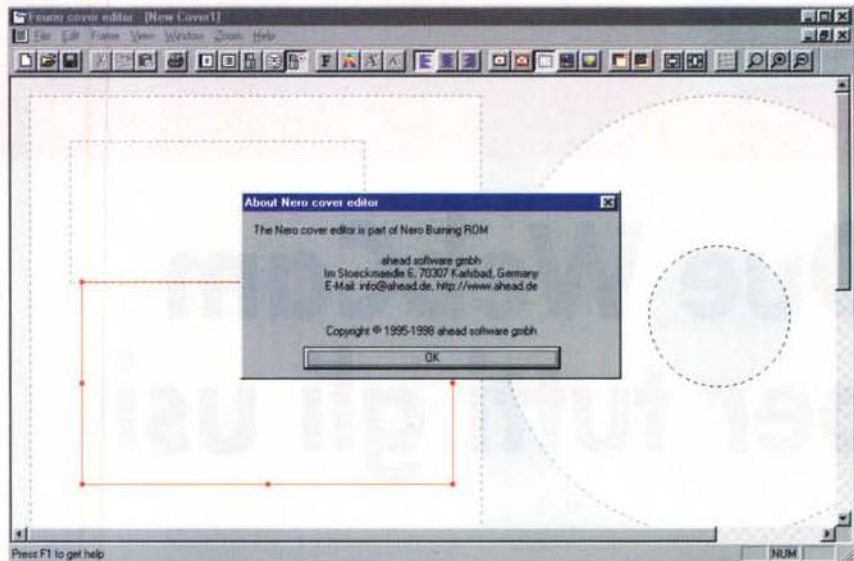 cover editor - [New Cover1]
File Edit Frame View Window Zoom Help
About Nero cover editor
The Nero cover editor is part of Nero Burning ROM
ahead software gmbh
Im Stoeckmaedle 6, 70307 Karlsbad, Germany
E-Mail: info@ahead.de, http://www.ahead.de
Copyright © 1995-1998 ahead software gmbh
OK
Press F1 to get help
NUM